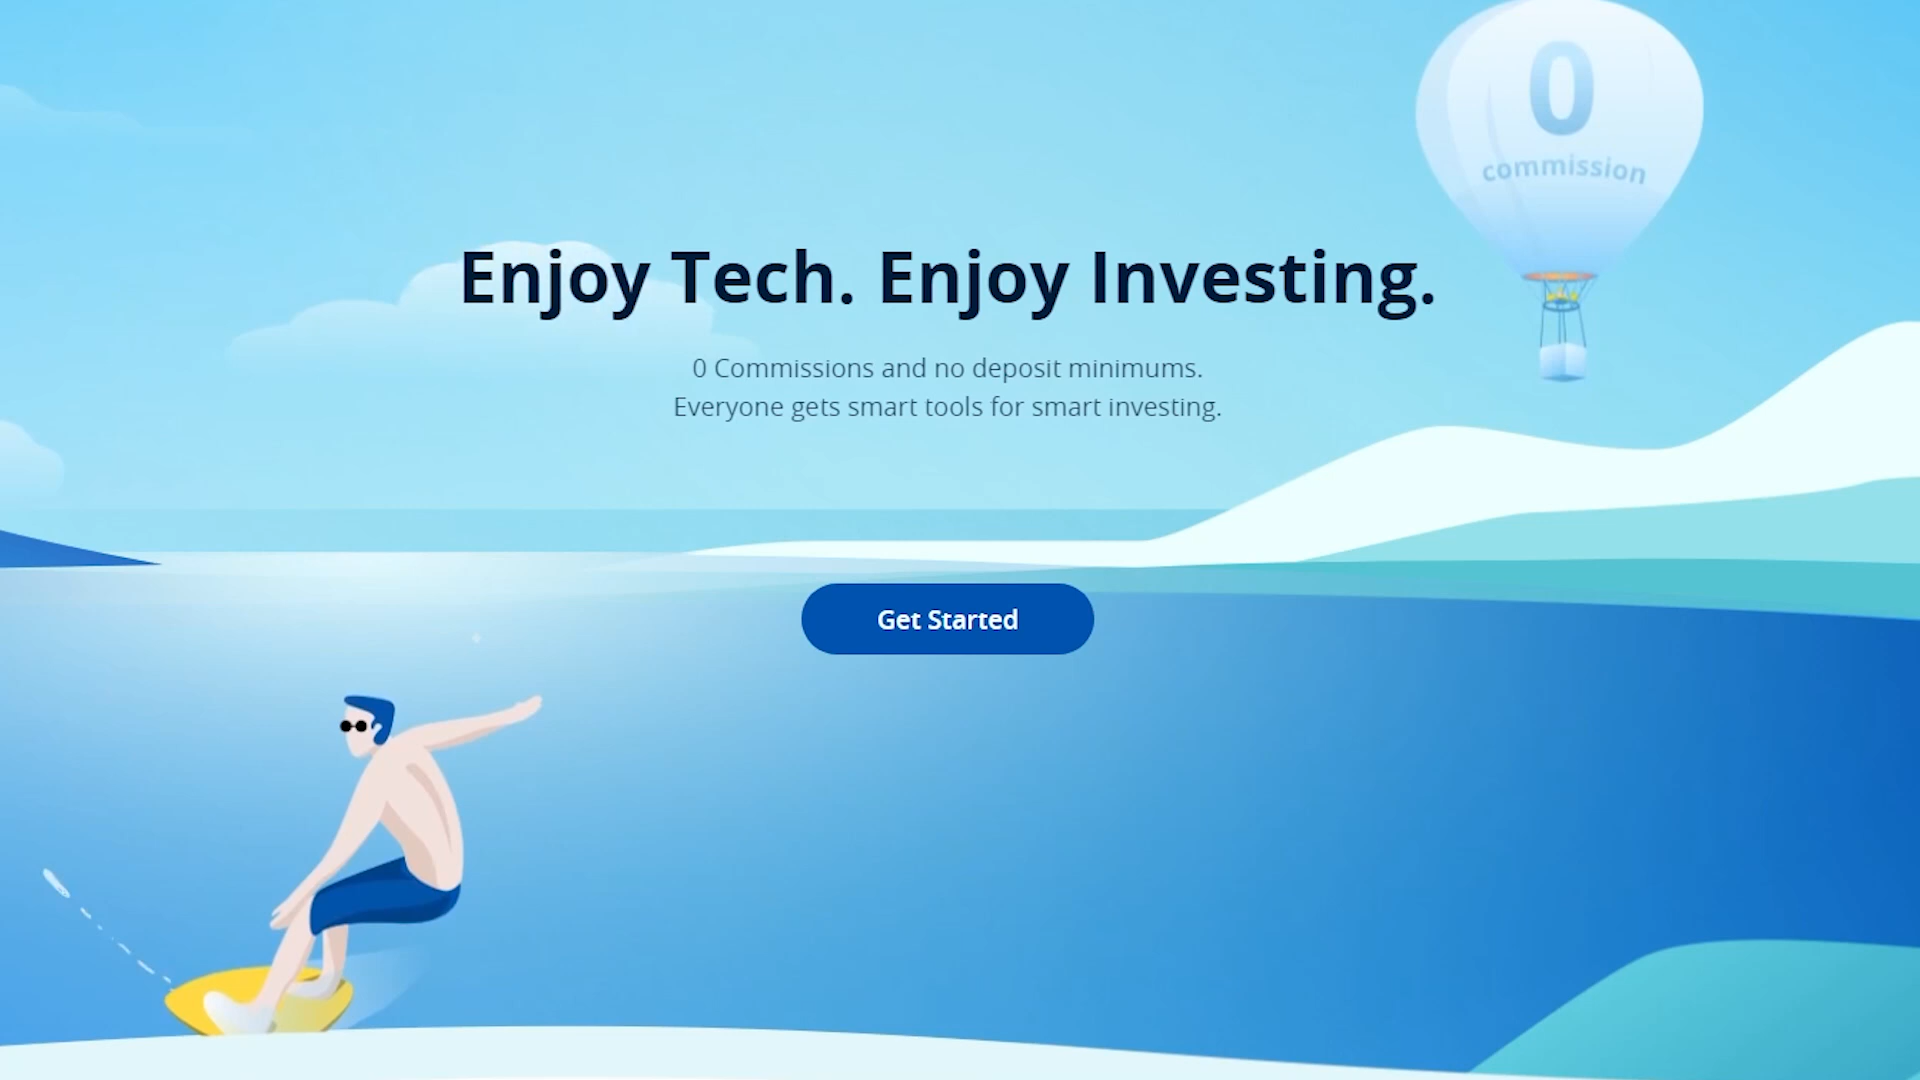 0
commission
Enjoy Tech. Enjoy Investing.
0 Commissions and no deposit minimums.
Everyone gets smart tools for smart investing.
Get Started